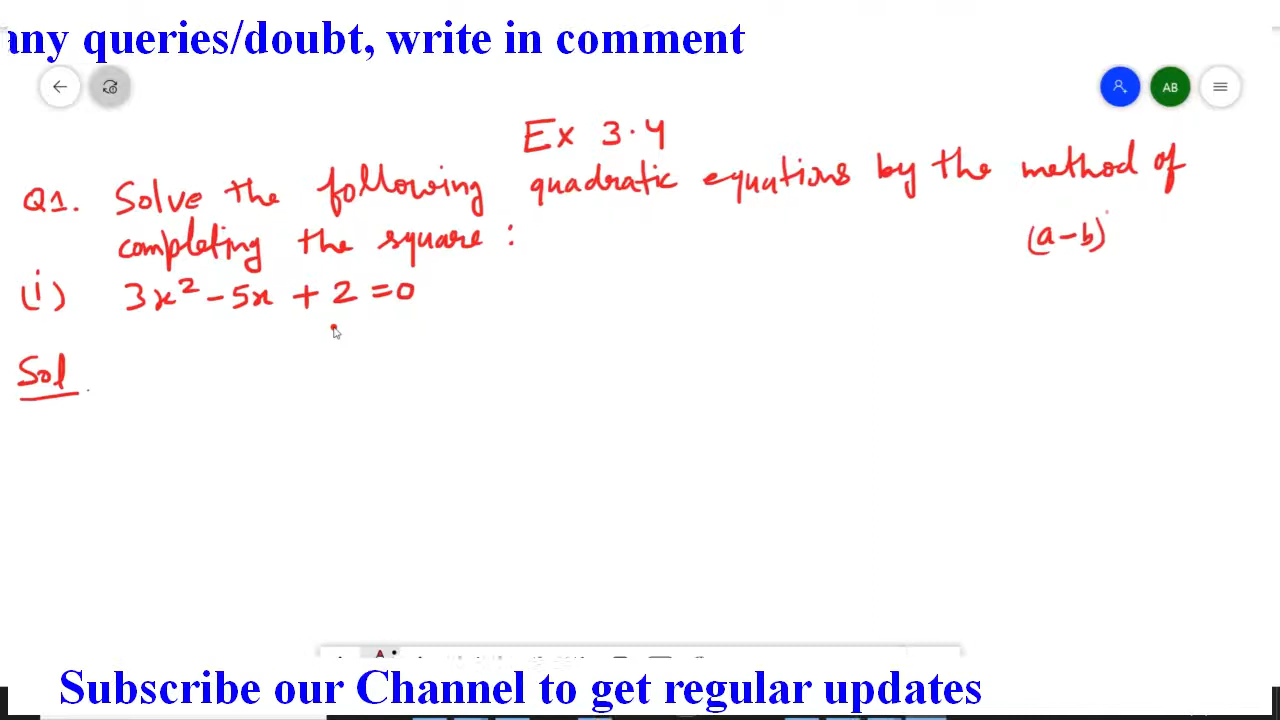 any queries/doubt, write in comment
AB
Ex 3.4
Q1. Solve the following quadratic equations by the method of
completing the square :
(a-b)
(i) 3x² - 5x + 2 = 0
Sol
Subscribe our Channel to get regular updates